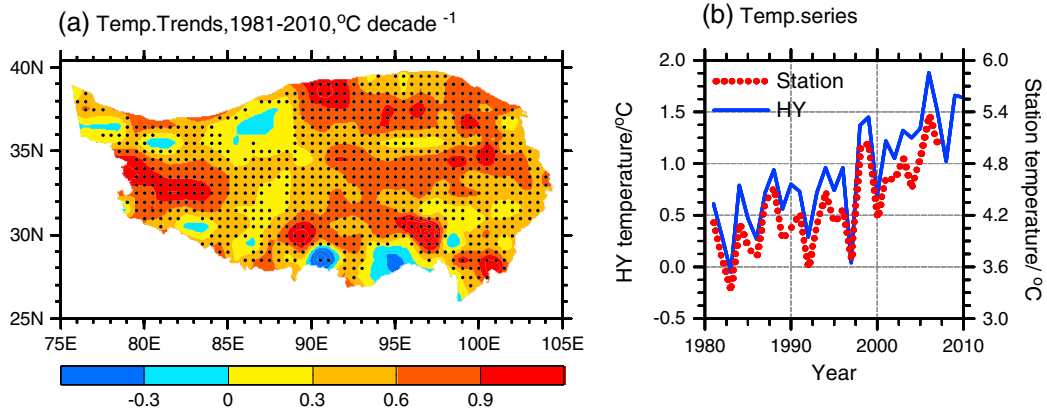 (a) Temp.Trends,1981-2010,°C decade -1
40N
35N
30N
25N
75E 80E 85E 90E 95E 100E 105E
-0.3 0 0.3 0.6 0.9
(b) Temp.series
HY temperature/°C
2.0
1.5
1.0
0.5
0.0
-0.5
Station
HY
6.0
5.4
4.8
4.2
3.6
3.0
Station temperature/ °C
1980 1990 2000 2010
Year